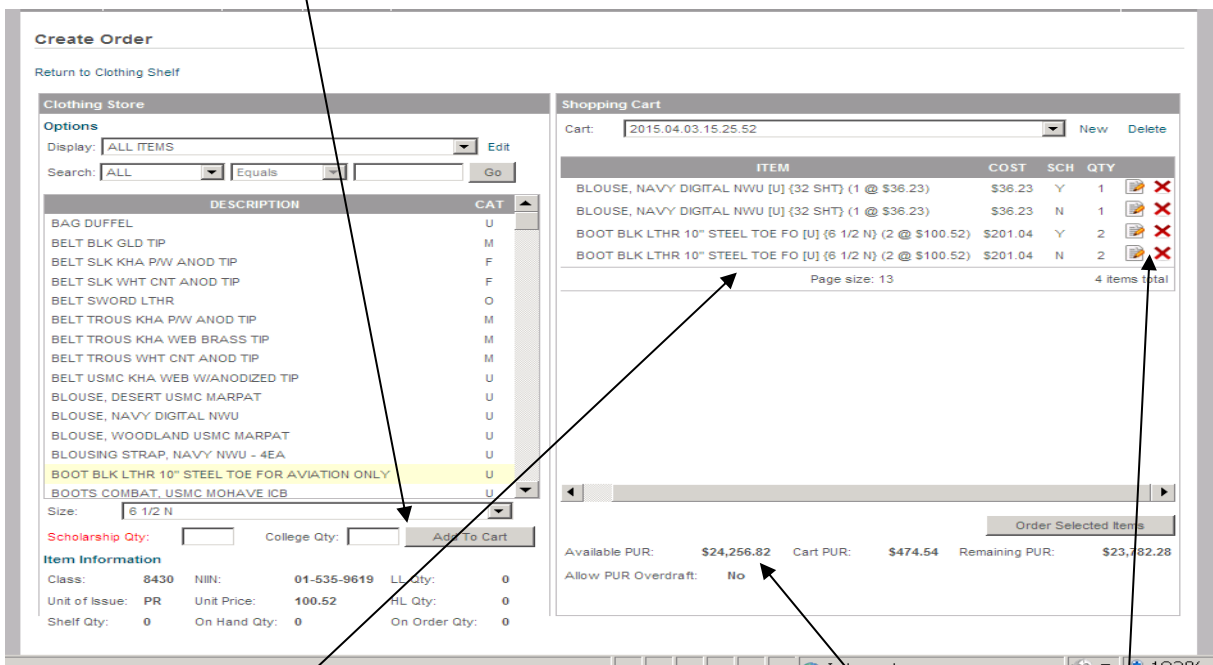 Create Order
Return to Clothing Shelf
Clothing Store
Options
Display: ALL ITEMS Edit
Search: ALL Equals Go
DESCRIPTION CAT
BAG DUFFEL U
BELT BLK GLD TIP M
BELT SLK KHA P/W ANOD TIP F
BELT SLK WHT CNT ANOD TIP F
BELT SWORD LTHR O
BELT TROUS KHA P/W ANOD TIP M
BELT TROUS KHA WEB BRASS TIP M
BELT TROUS WHT CNT ANOD TIP M
BELT USMC KHA WEB W/ANODIZED TIP U
BLOUSE, DESERT USMC MARPAT U
BLOUSE, NAVY DIGITAL NWU U
BLOUSE, WOODLAND USMC MARPAT U
BLOUSING STRAP, NAVY NWU - 4EA U
BOOT BLK LTHR 10" STEEL TOE FOR AVIATION ONLY U
BOOTS COMBAT, USMC MOHAVE ICB U
Size: 6 1/2 N
Scholarship Qty: College Qty: Add To Cart
Item Information
Class: 8430 NIIN: 01-535-9619 LL Qty: 0
Unit of Issue: PR Unit Price: 100.52 HL Qty: 0
Shelf Qty: 0 On Hand Qty: 0 On Order Qty: 0
Shopping Cart
Cart: 2015.04.03.15.25.52 New Delete
ITEM COST SCH QTY
BLOUSE, NAVY DIGITAL NWU [U] {32 SHT} (1 @ $36.23) $36.23 Y 1
BLOUSE, NAVY DIGITAL NWU [U] {32 SHT} (1 @ $36.23) $36.23 N 1
BOOT BLK LTHR 10" STEEL TOE FO [U] {6 1/2 N} (2 @ $100.52) $201.04 Y 2
BOOT BLK LTHR 10" STEEL TOE FO [U] {6 1/2 N} (2 @ $100.52) $201.04 N 2
Page size: 13 4 items total
Order Selected Items
Available PUR: $24,256.82 Cart PUR: $474.54 Remaining PUR: $23,782.28
Allow PUR Overdraft: No